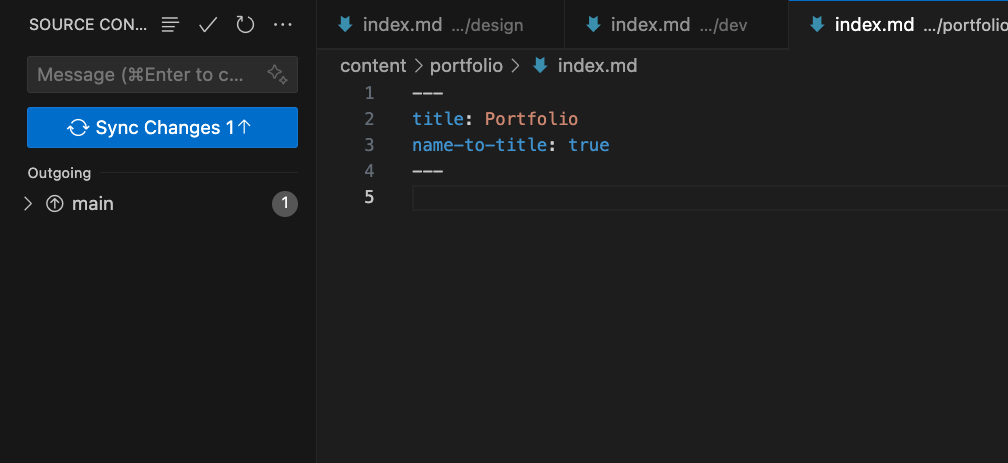 SOURCE CON...
Message (⌘Enter to c...
Sync Changes 1↑
Outgoing
main 1
index.md .../design index.md .../dev index.md .../portfolio
content > portfolio > index.md
1 ---
2 title: Portfolio
3 name-to-title: true
4 ---
5